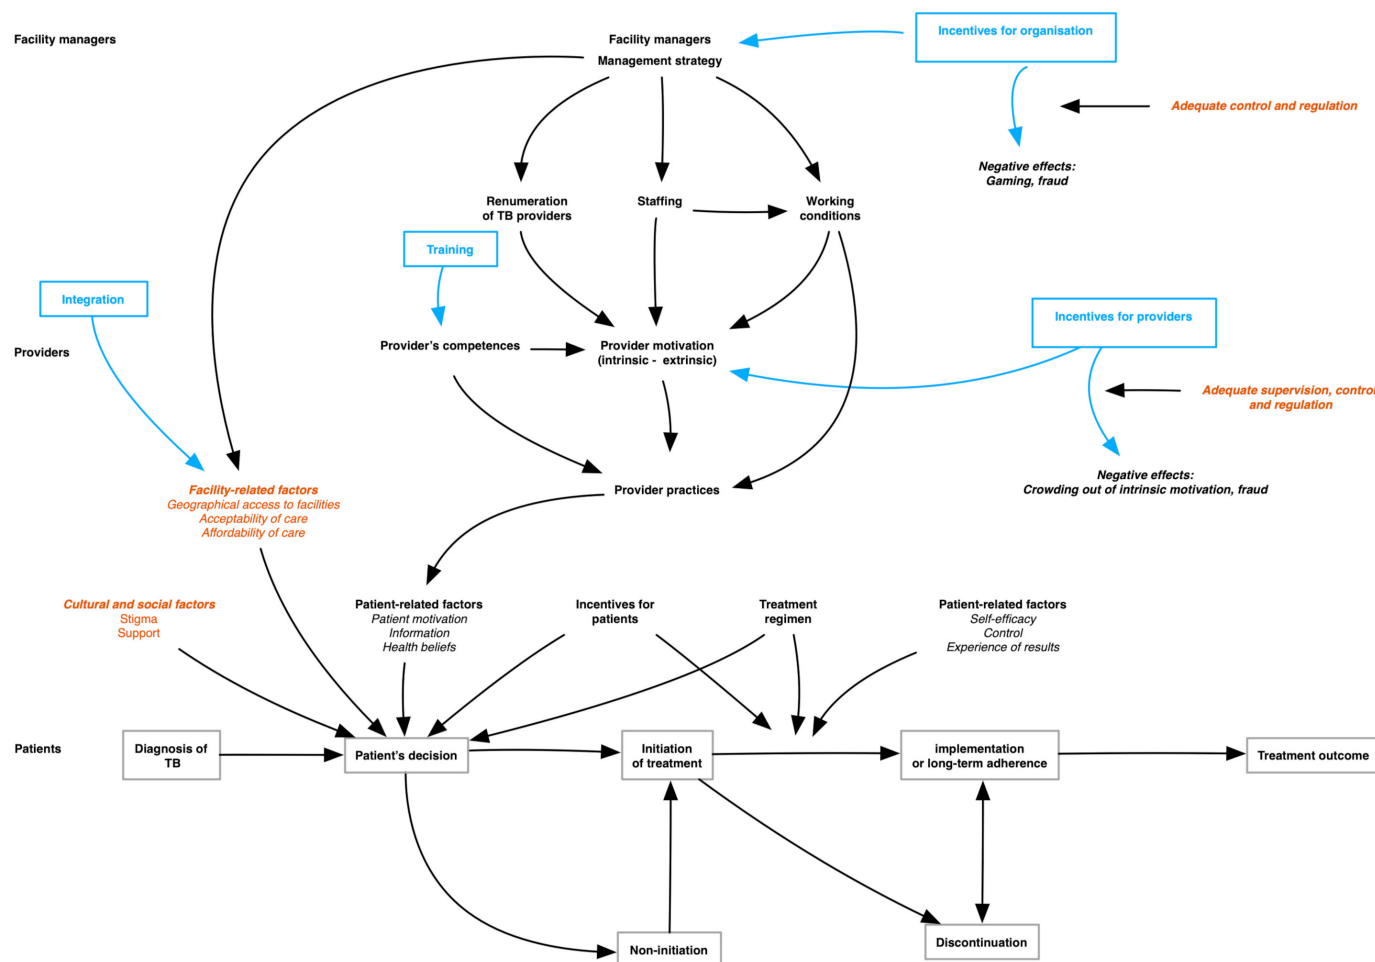 Facility managers
Facility managers
Management strategy
Incentives for organisation
Adequate control and regulation
Negative effects:
Gaming, fraud
Renumeration
of TB providers
Staffing
Working
conditions
Training
Integration
Incentives for providers
Providers
Provider's competences
Provider motivation
(intrinsic - extrinsic)
Adequate supervision, control
and regulation
Negative effects:
Crowding out of intrinsic motivation, fraud
Facility-related factors
Geographical access to facilities
Acceptability of care
Affordability of care
Provider practices
Cultural and social factors
Stigma
Support
Patient-related factors
Patient motivation
Information
Health beliefs
Incentives for
patients
Treatment
regimen
Patient-related factors
Self-efficacy
Control
Experience of results
Patients
Diagnosis of
TB
Patient's decision
Initiation
of treatment
implementation
or long-term adherence
Treatment outcome
Non-initiation
Discontinuation